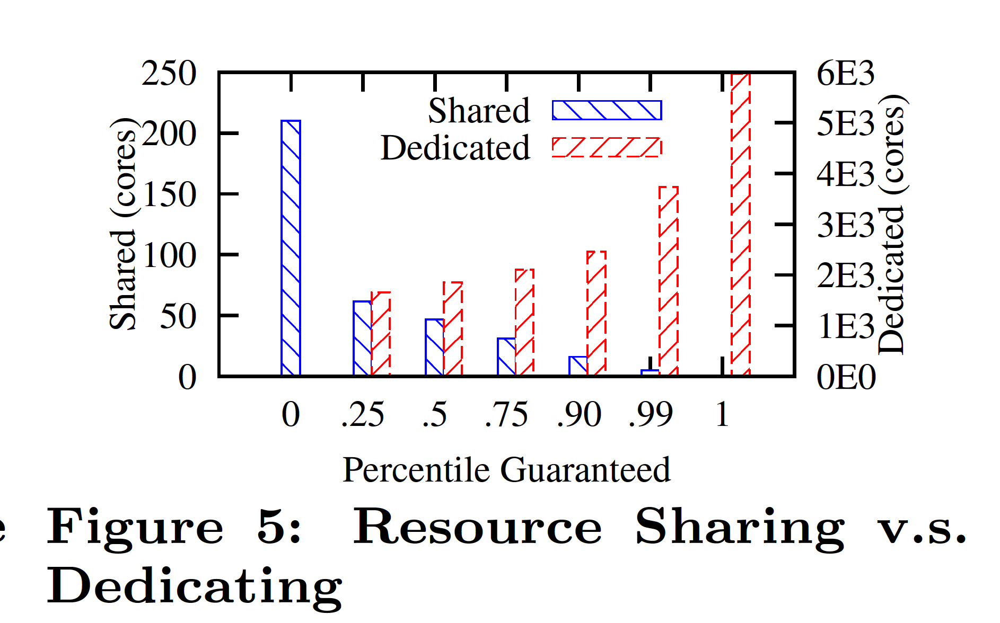 250
200
150
100
50
0
Shared (cores)
6E3
5E3
4E3
3E3
2E3
1E3
0E0
Dedicated (cores)
Shared
Dedicated
0 .25 .5 .75 .90 .99 1
Percentile Guaranteed
e Figure 5: Resource Sharing v.s.
Dedicating